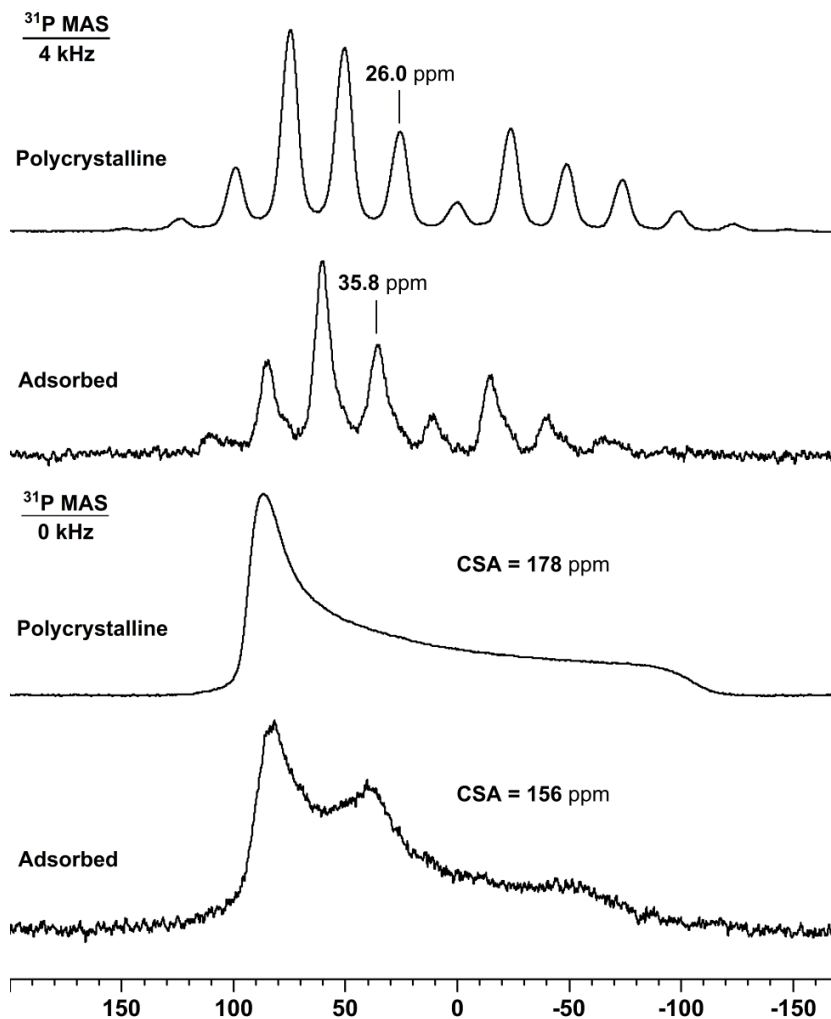 ³¹P MAS
4 kHz
26.0 ppm
Polycrystalline
35.8 ppm
Adsorbed
³¹P MAS
0 kHz
CSA = 178 ppm
Polycrystalline
CSA = 156 ppm
Adsorbed
150 100 50 0 -50 -100 -150